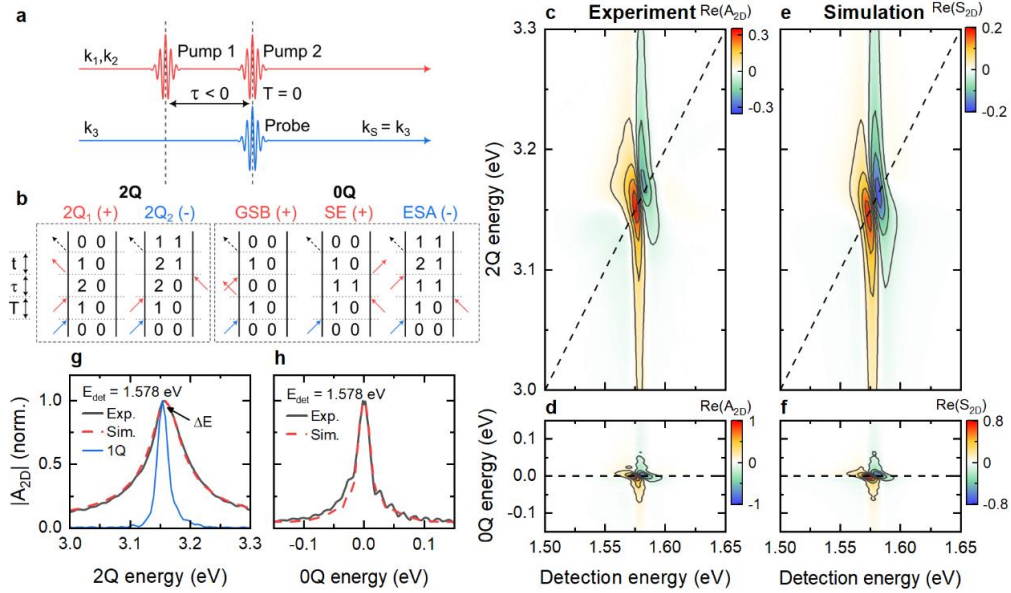 a
k1,k2
Pump 1
Pump 2
τ < 0
T = 0
k3
Probe
kS = k3
b
2Q
0Q
2Q1 (+)
2Q2 (-)
GSB (+)
SE (+)
ESA (-)
0 0
1 1
0 0
0 0
1 1
t
1 0
2 1
1 0
1 0
2 1
τ
2 0
2 0
0 0
1 1
1 1
T
1 0
1 0
1 0
1 0
1 0
0 0
0 0
0 0
0 0
0 0
c
Experiment
Re(A2D)
0.3
0
-0.3
2Q energy (eV)
3.3
3.2
3.1
3.0
e
Simulation
Re(S2D)
0.2
0
-0.2
d
Re(A2D)
1
0
-1
0Q energy (eV)
0.1
0.0
-0.1
1.50
1.55
1.60
1.65
Detection energy (eV)
f
Re(S2D)
0.8
0
-0.8
1.50
1.55
1.60
1.65
Detection energy (eV)
g
Edet = 1.578 eV
Exp.
Sim.
1Q
ΔE
|A2D| (norm.)
1.0
0.5
0.0
3.0
3.1
3.2
3.3
2Q energy (eV)
h
Edet = 1.578 eV
Exp.
Sim.
-0.1
0.0
0.1
0Q energy (eV)